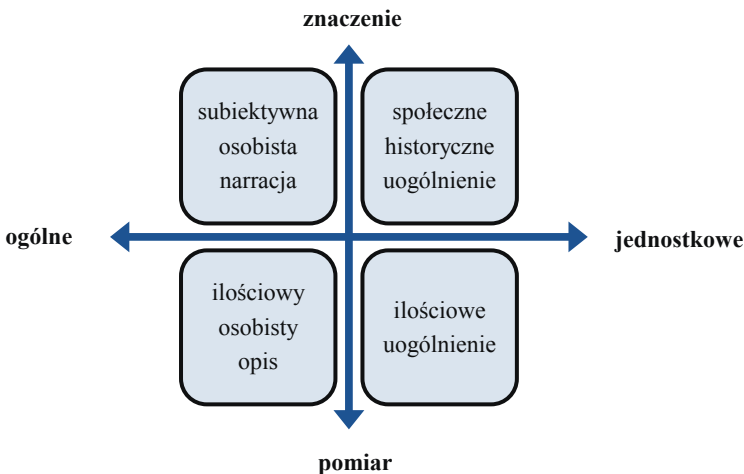 znaczenie
subiektywna
osobista
narracja
społeczne
historyczne
uogólnienie
ogólne
jednostkowe
ilościowy
osobisty
opis
ilościowe
uogólnienie
pomiar